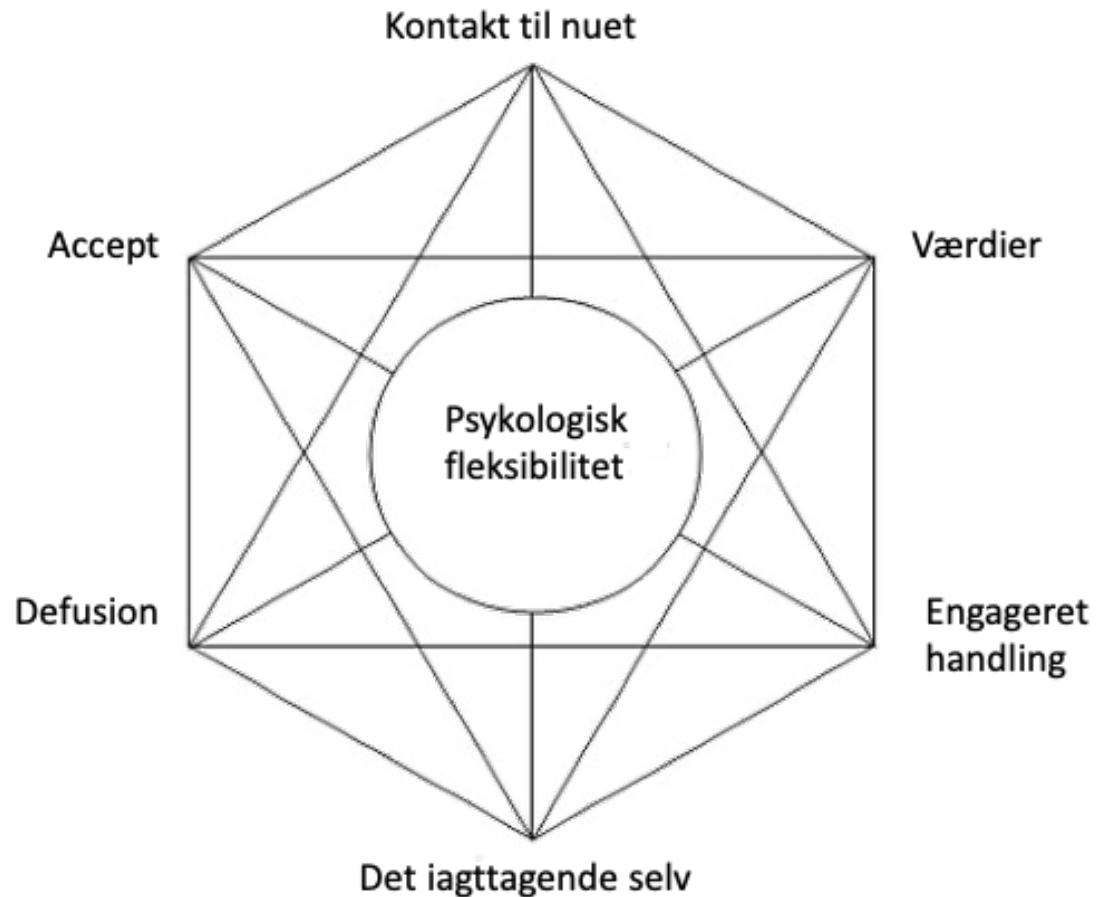 Kontakt til nuet
Accept
Værdier
Psykologisk
fleksibilitet
Defusion
Engageret
handling
Det iagttagende selv